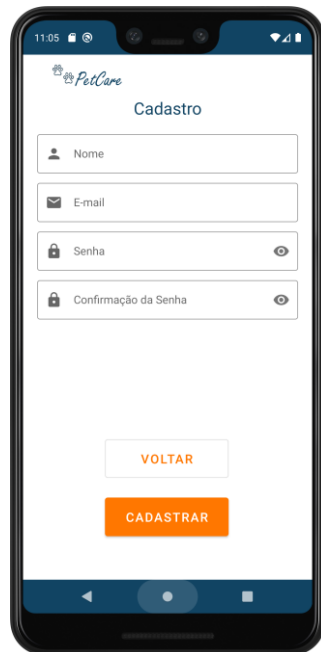 11:05
PetCare
Cadastro
Nome
E-mail
Senha
Confirmação da Senha
VOLTAR
CADASTRAR